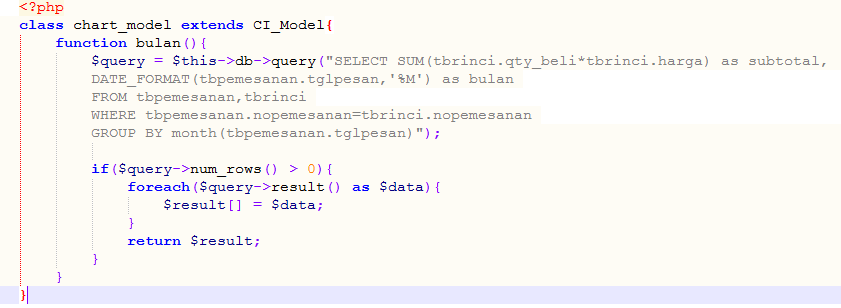 <?php
class chart_model extends CI_Model{
    function bulan(){
        $query = $this->db->query("SELECT SUM(tbrinci.qty_beli*tbrinci.harga) as subtotal,
        DATE_FORMAT(tbpemesanan.tglpesan,'%M') as bulan
        FROM tbpemesanan,tbrinci
        WHERE tbpemesanan.nopemesanan=tbrinci.nopemesanan
        GROUP BY month(tbpemesanan.tglpesan)");

        if($query->num_rows() > 0){
            foreach($query->result() as $data){
                $result[] = $data;
            }
            return $result;
        }
    }
}